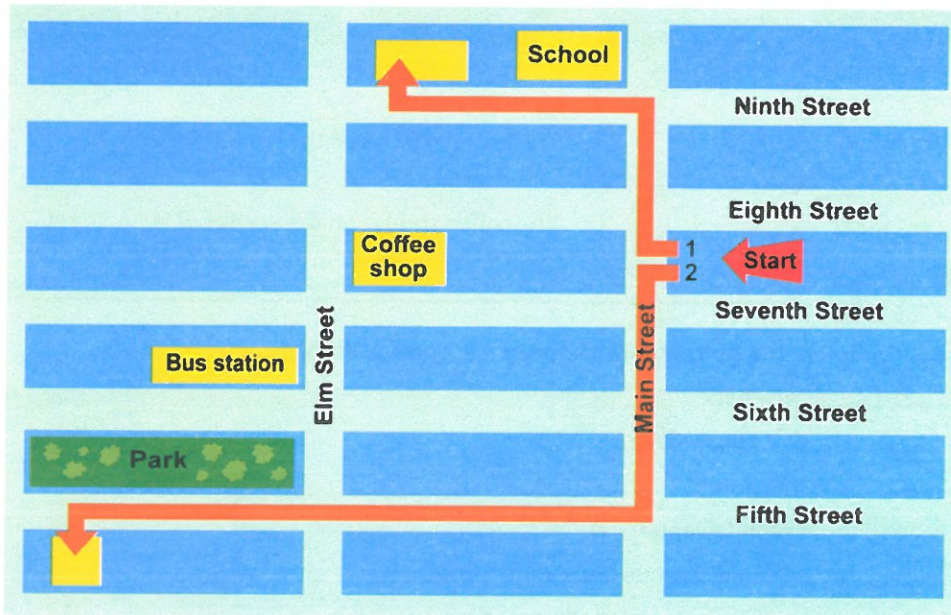 School
Ninth Street
Eighth Street
Coffee
shop
1
2
Start
Seventh Street
Bus station
Elm Street
Main Street
Sixth Street
Park
Fifth Street